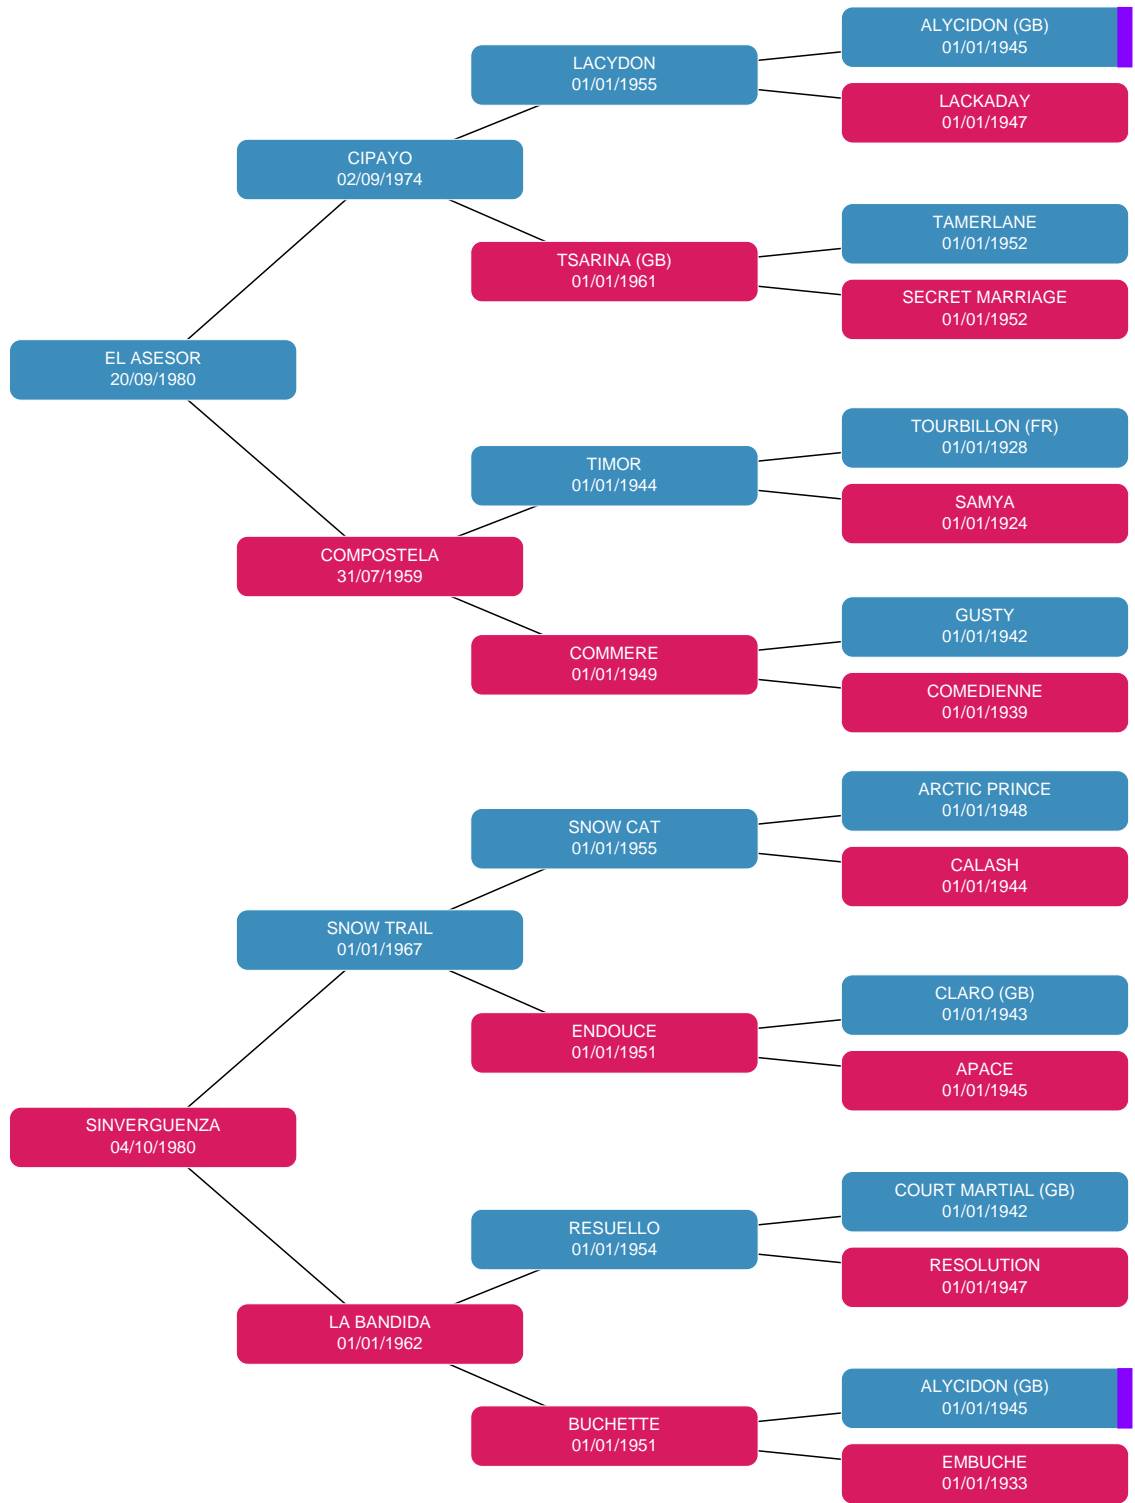 ALYCIDON (GB)
01/01/1945
LACYDON
01/01/1955
LACKADAY
01/01/1947
CIPAYO
02/09/1974
TAMERLANE
01/01/1952
TSARINA (GB)
01/01/1961
SECRET MARRIAGE
01/01/1952
EL ASESOR
20/09/1980
TOURBILLON (FR)
01/01/1928
TIMOR
01/01/1944
SAMYA
01/01/1924
COMPOSTELA
31/07/1959
GUSTY
01/01/1942
COMMERE
01/01/1949
COMEDIENNE
01/01/1939
ARCTIC PRINCE
01/01/1948
SNOW CAT
01/01/1955
CALASH
01/01/1944
SNOW TRAIL
01/01/1967
CLARO (GB)
01/01/1943
ENDOUCE
01/01/1951
APACE
01/01/1945
SINVERGUENZA
04/10/1980
COURT MARTIAL (GB)
01/01/1942
RESUELLO
01/01/1954
RESOLUTION
01/01/1947
LA BANDIDA
01/01/1962
ALYCIDON (GB)
01/01/1945
BUCHETTE
01/01/1951
EMBUCHE
01/01/1933